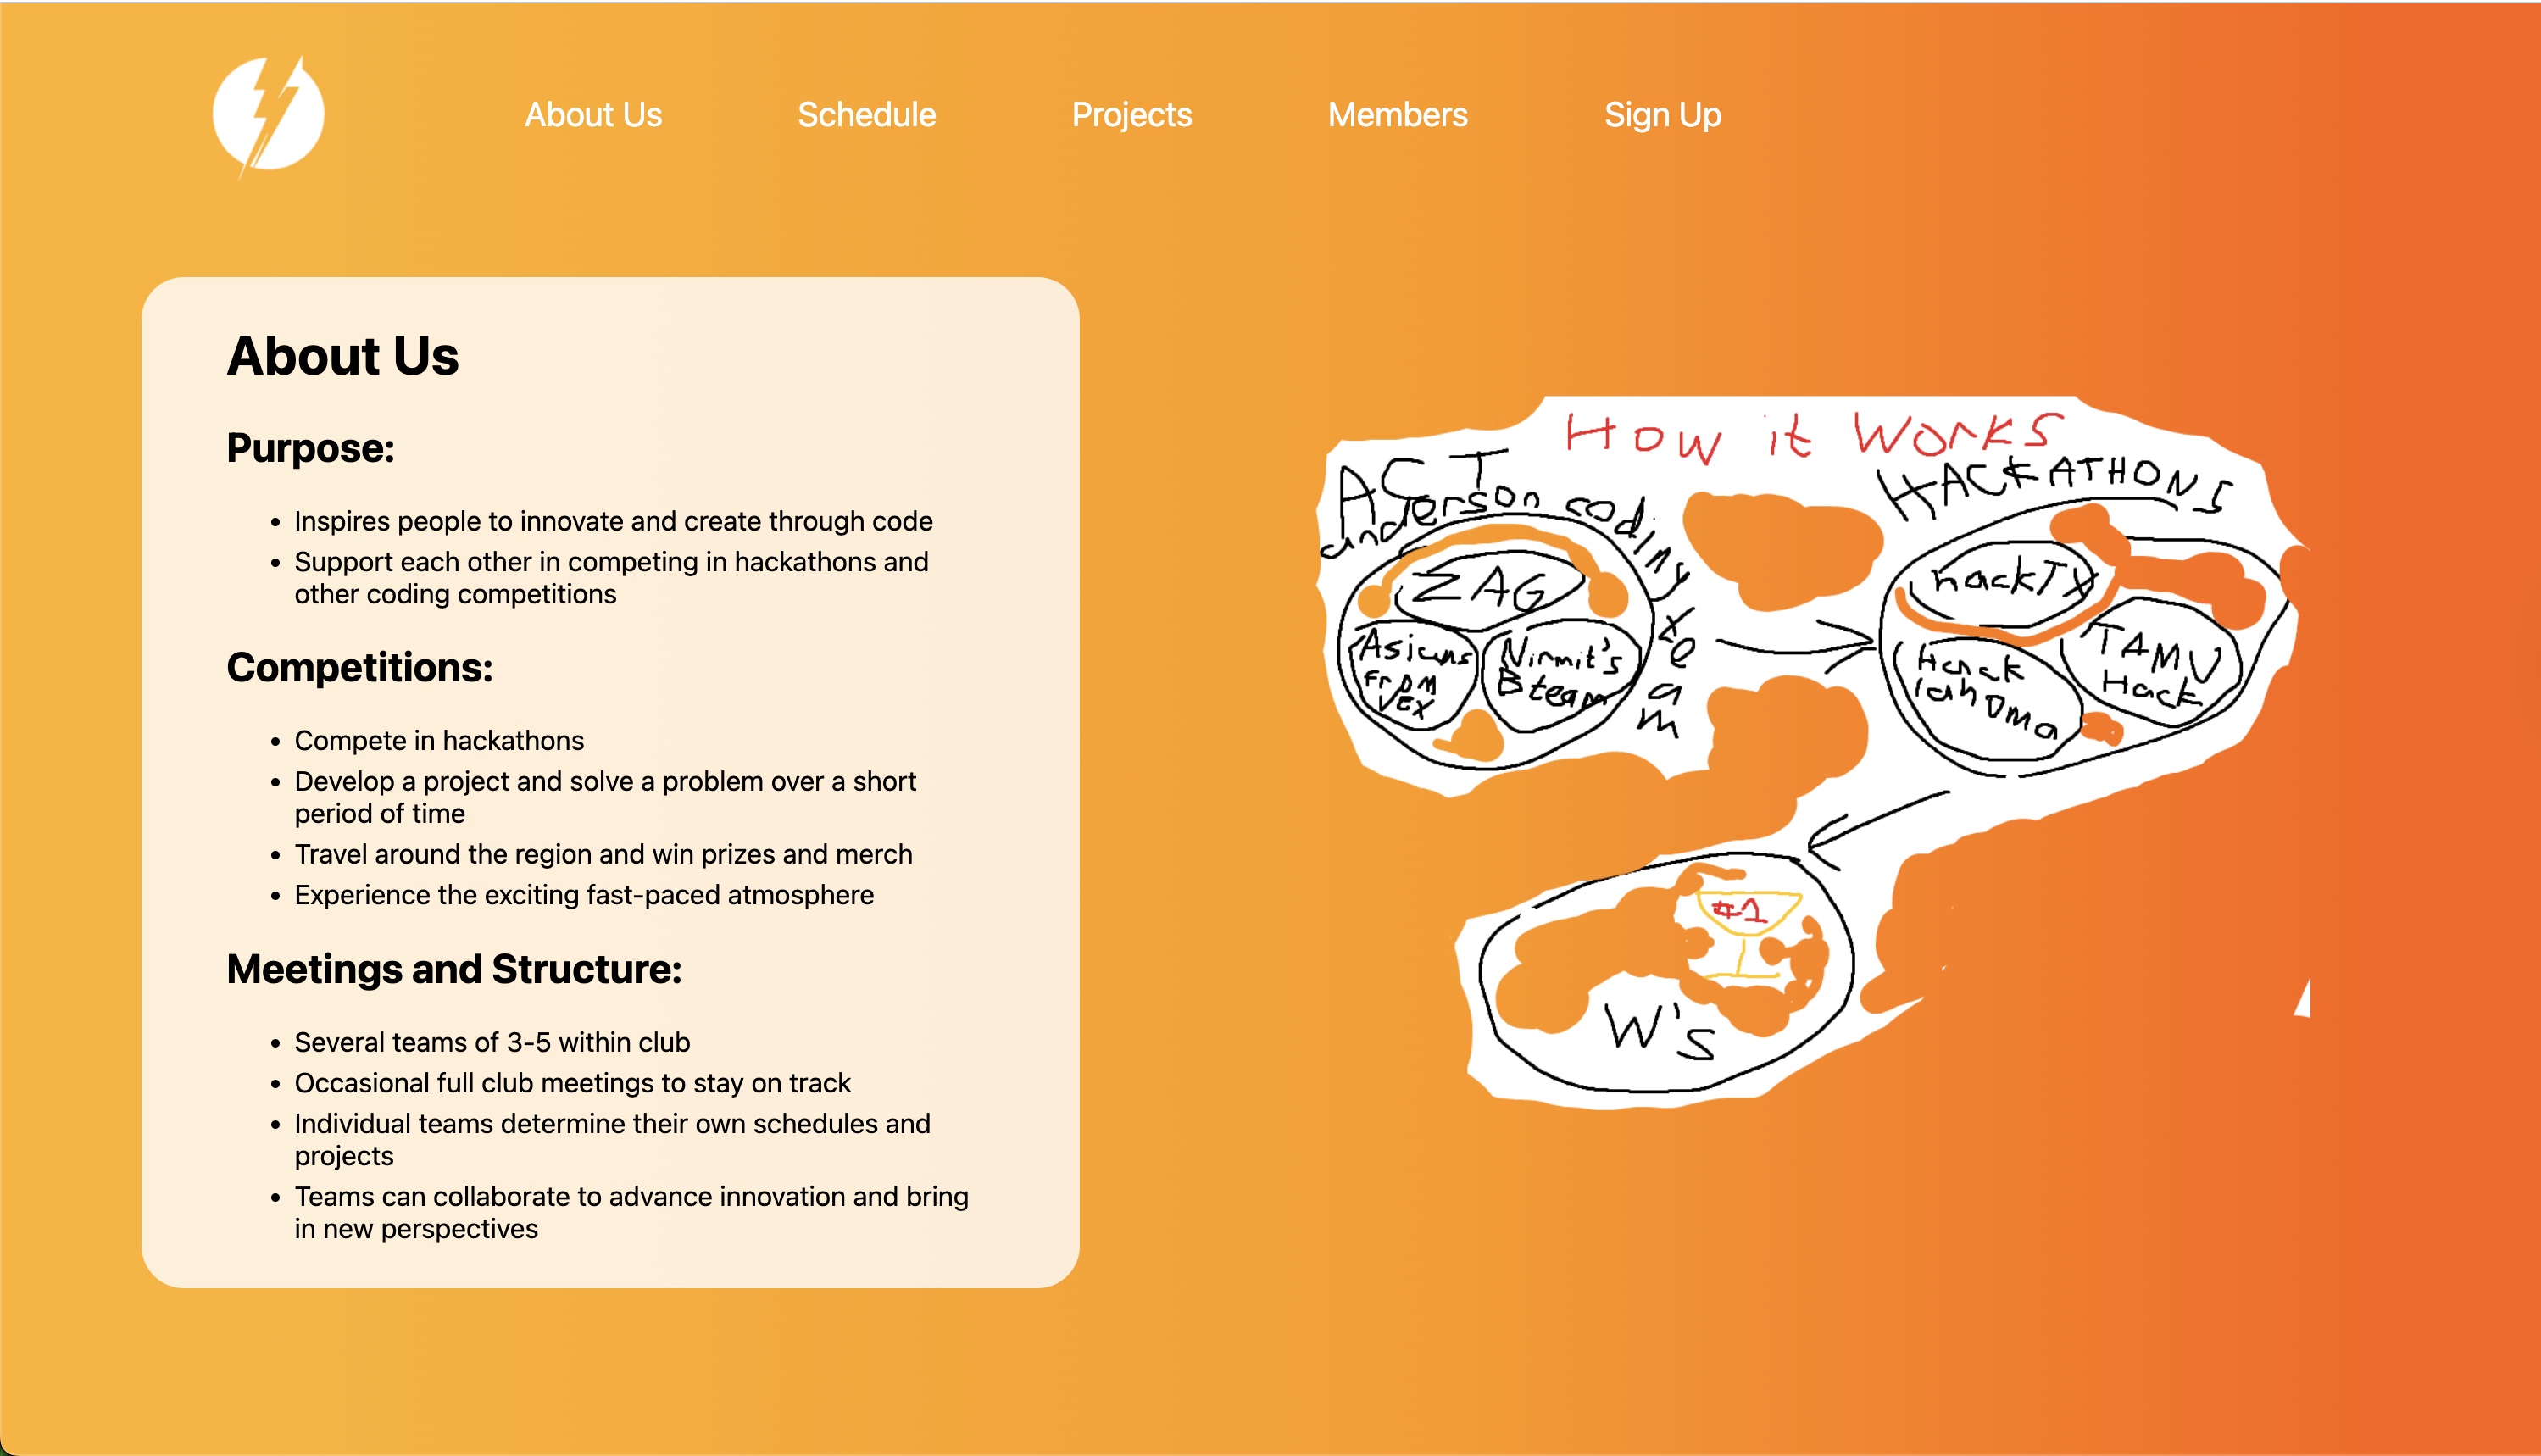 About Us
Schedule
Projects
Members
Sign Up
About Us
Purpose:
Inspires people to innovate and create through code
Support each other in competing in hackathons and
other coding competitions
Competitions:
Compete in hackathons
Develop a project and solve a problem over a short
period of time
Travel around the region and win prizes and merch
Experience the exciting fast-paced atmosphere
Meetings and Structure:
Several teams of 3-5 within club
Occasional full club meetings to stay on track
Individual teams determine their own schedules and
projects
Teams can collaborate to advance innovation and bring
in new perspectives
How it Works
ACT
anderson coding team
ZAG
Asians
From
VEX
Nirmit's
B team
HACKATHONS
hackTX
TAMU
Hack
Hack
lahoma
#1
W's